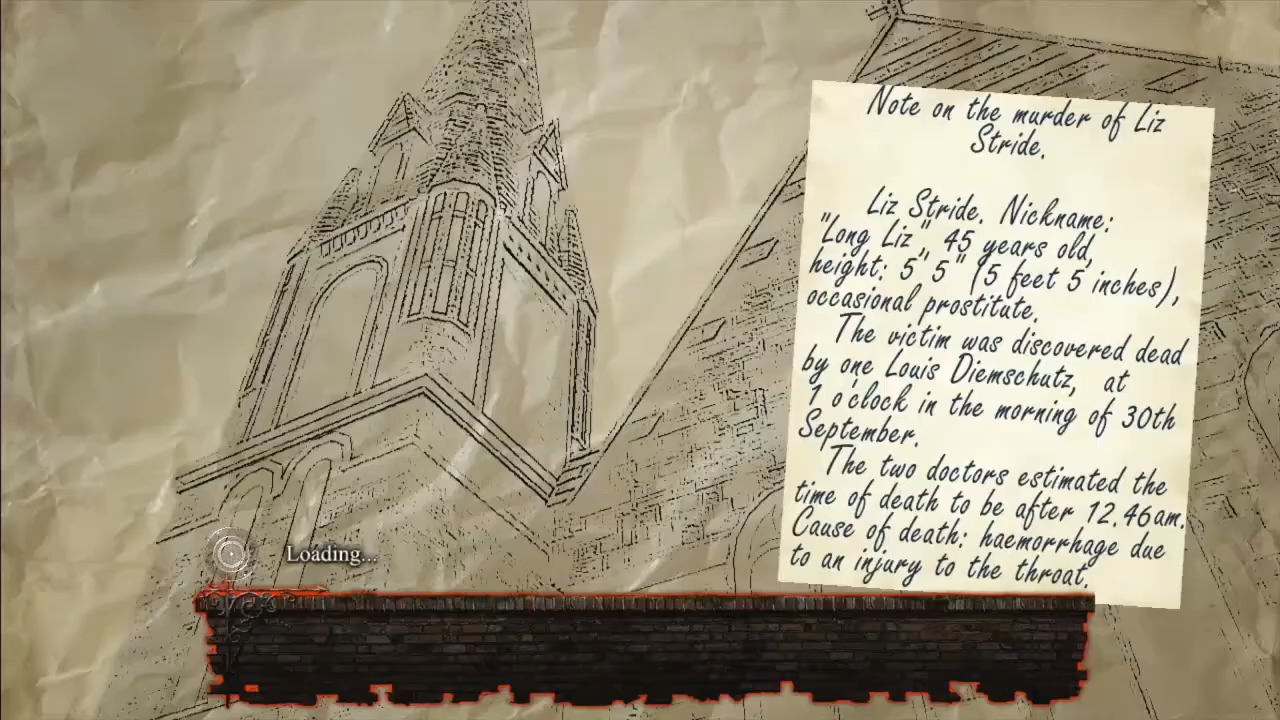 Note on the murder of Liz
Stride.
Liz Stride. Nickname:
"Long Liz", 45 years old,
height: 5" 5" (5 feet 5 inches),
occasional prostitute.
The victim was discovered dead
by one Louis Diemschutz, at
1 o'clock in the morning of 30th
September.
The two doctors estimated the
time of death to be after 12.46am.
Cause of death: haemorrhage due
to an injury to the throat.
Loading...